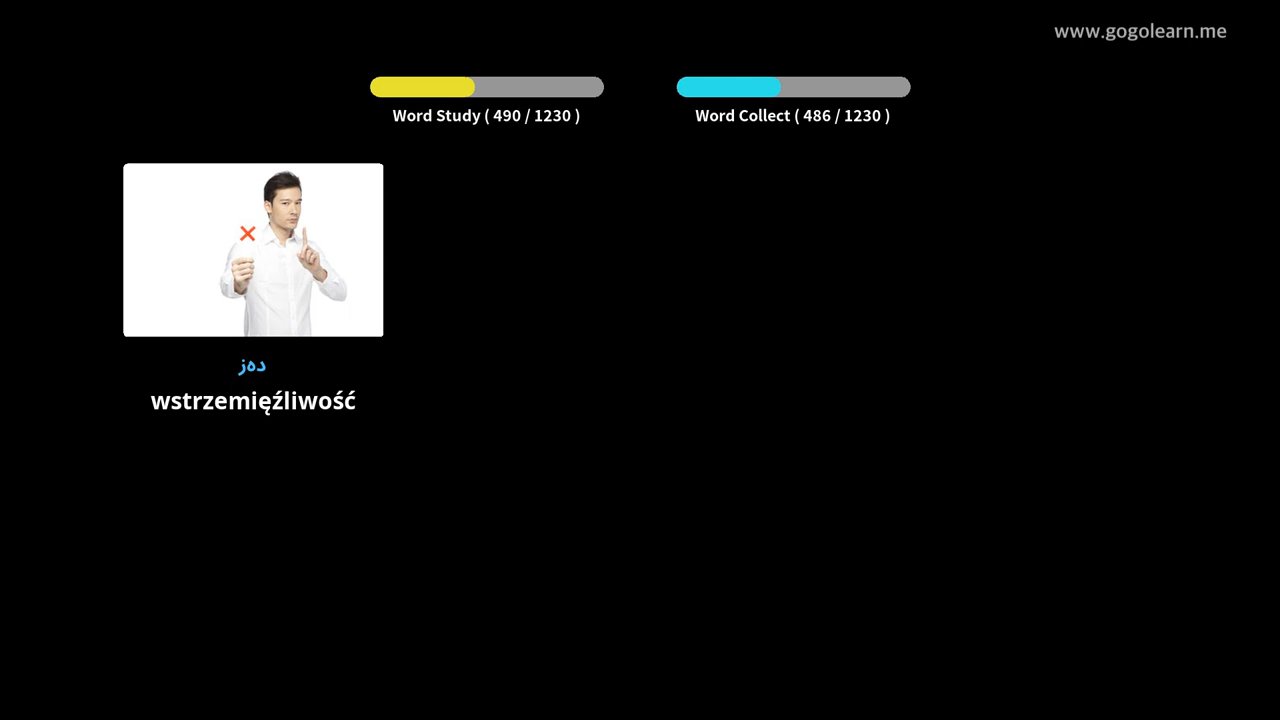 www.gogolearn.me
Word Study ( 490 / 1230 )
Word Collect ( 486 / 1230 )
دەز
wstrzemięźliwość